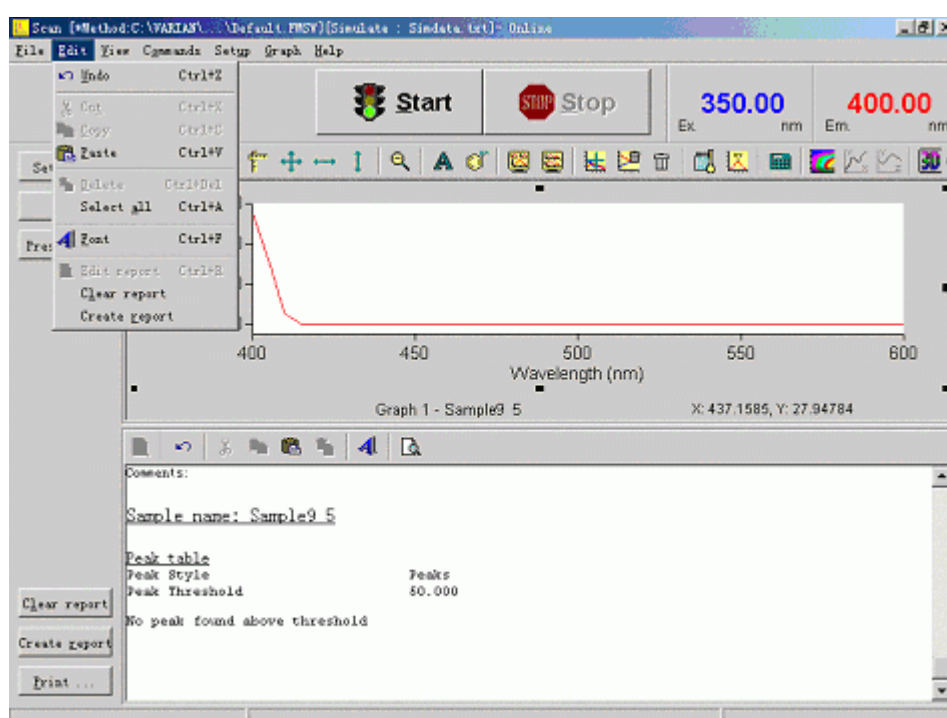 Scan [*Method:C:\VARIAN\...\Default.FWSV][Simulate : Simdata.txt]- Online
File Edit View Commands Setup Graph Help
Undo Ctrl+Z
Cut Ctrl+X
Copy Ctrl+C
Paste Ctrl+V
Delete Ctrl+Del
Select all Ctrl+A
Font Ctrl+F
Edit report Ctrl+R
Clear report
Create report
Start
STOP Stop
350.00
Ex. nm
400.00
Em. nm
3D
400 450 500 550 600
Wavelength (nm)
Graph 1 - Sample9 5 X: 437.1585, Y: 27.94784
Comments:
Sample name: Sample9 5
Peak table
Peak Style Peaks
Peak Threshold 50.000
No peak found above threshold
Clear report
Create report
Print ...